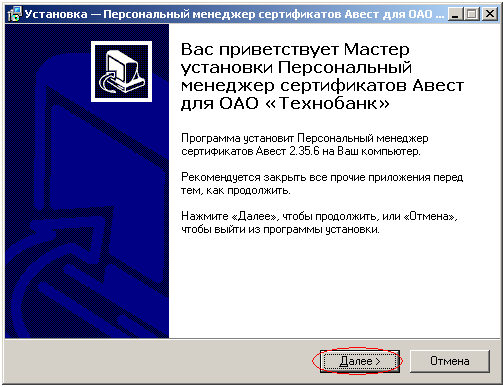 Установка — Персональный менеджер сертификатов Авест для ОАО ...
Вас приветствует Мастер
установки Персональный
менеджер сертификатов Авест
для ОАО «Технобанк»
Программа установит Персональный менеджер
сертификатов Авест 2.35.6 на Ваш компьютер.
Рекомендуется закрыть все прочие приложения перед
тем, как продолжить.
Нажмите «Далее», чтобы продолжить, или «Отмена»,
чтобы выйти из программы установки.
Далее > Отмена